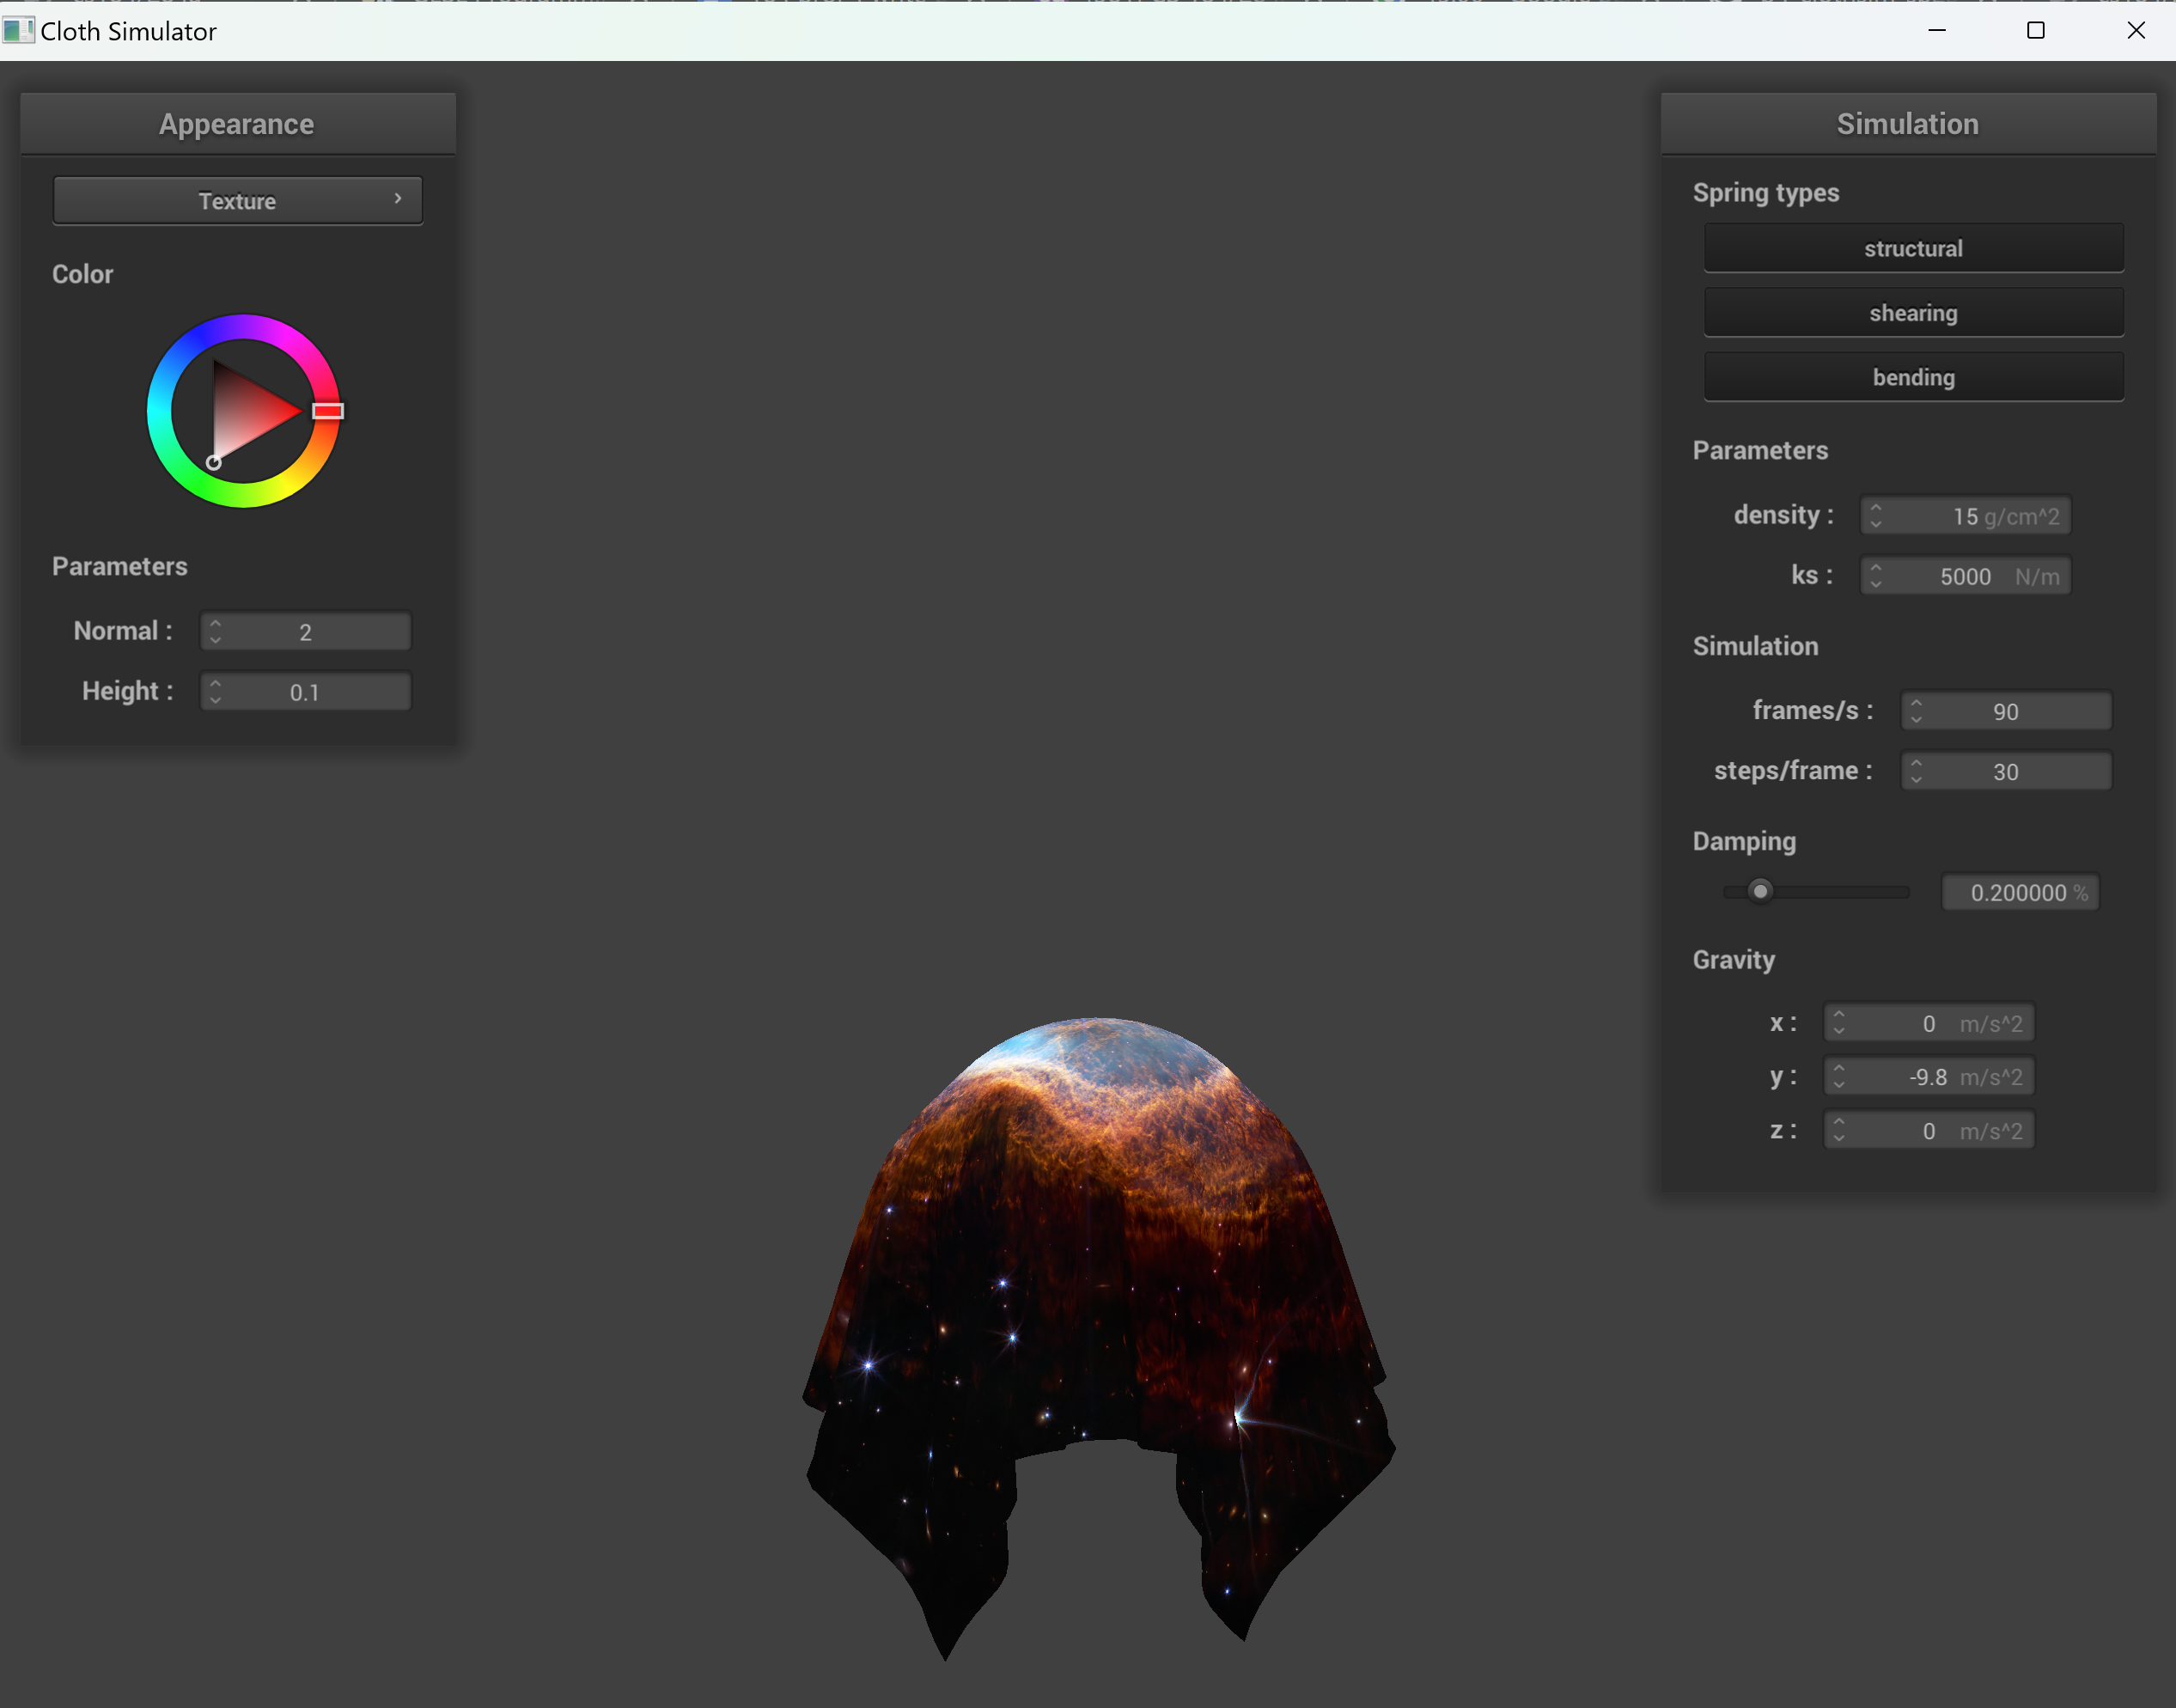 Cloth Simulator
Appearance
Texture
Color
Parameters
Normal : 2
Height : 0.1
Simulation
Spring types
structural
shearing
bending
Parameters
density : 15 g/cm^2
ks : 5000 N/m
Simulation
frames/s : 90
steps/frame : 30
Damping
0.200000 %
Gravity
x : 0 m/s^2
y : -9.8 m/s^2
z : 0 m/s^2